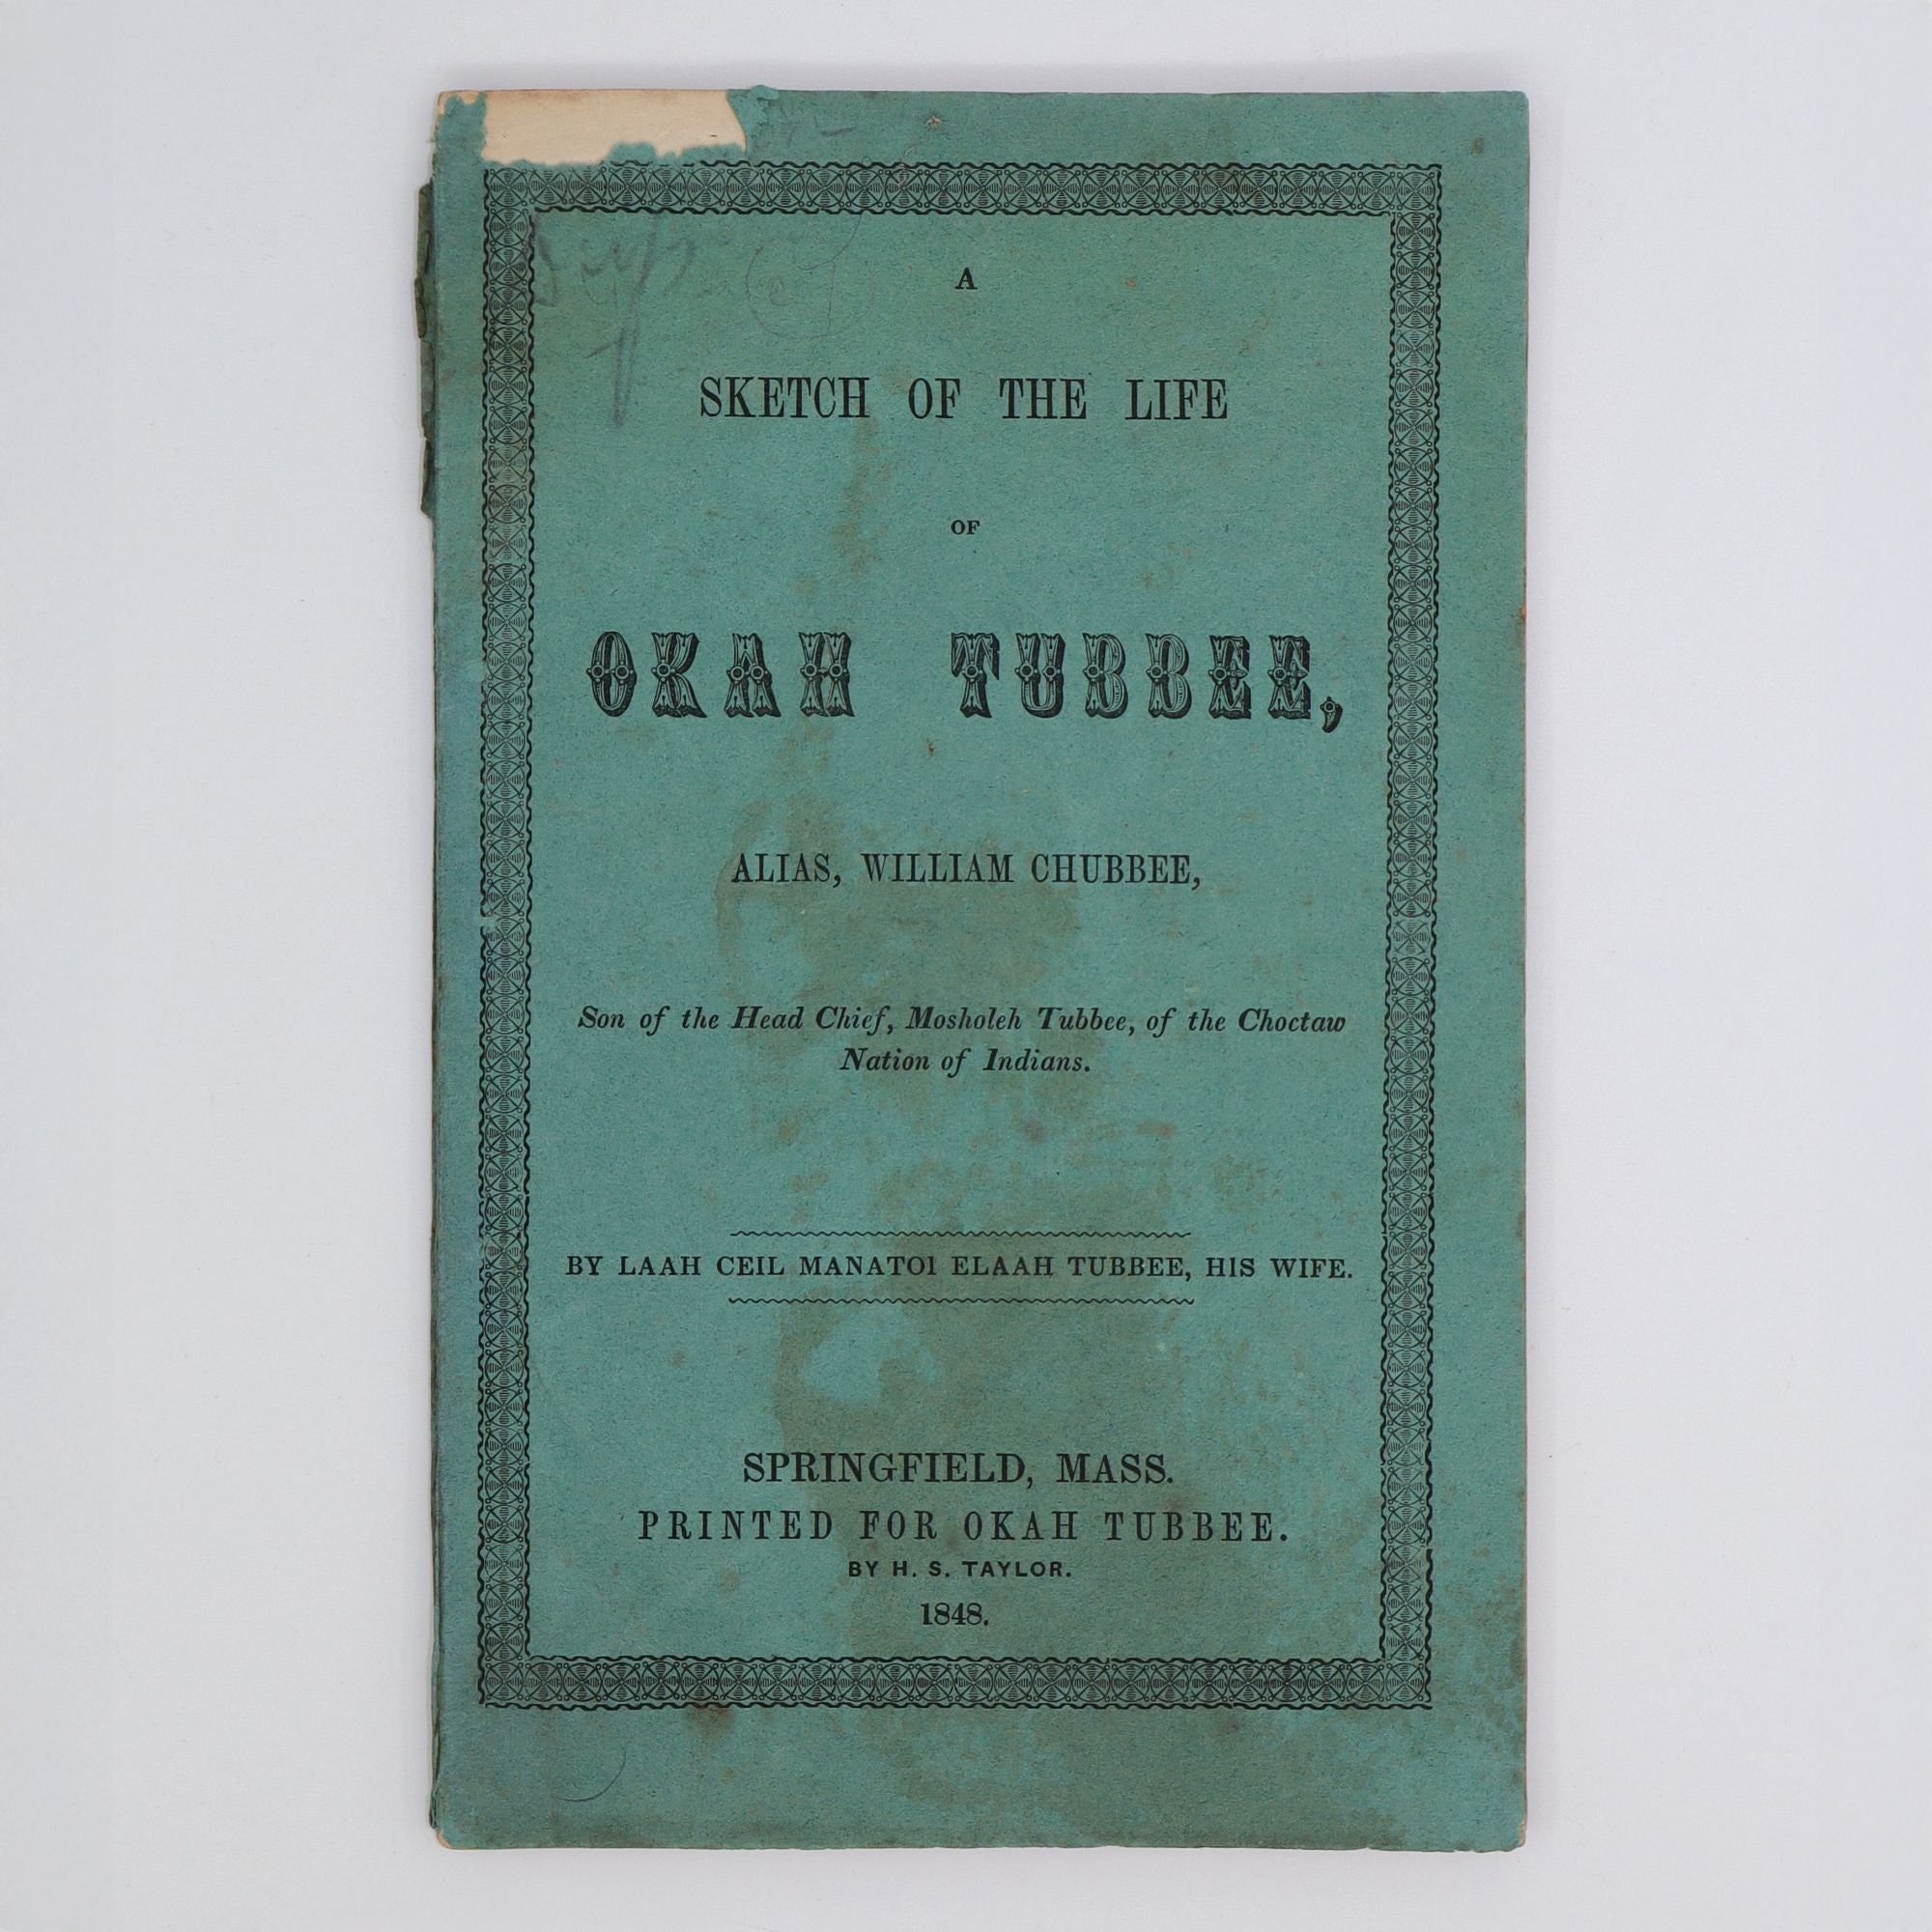 A
SKETCH OF THE LIFE
OF
OKAH TUBBEE,
ALIAS, WILLIAM CHUBBEE,
Son of the Head Chief, Mosholeh Tubbee, of the Choctaw
Nation of Indians.
BY LAAH CEIL MANATOI ELAAH TUBBEE, HIS WIFE.
SPRINGFIELD, MASS.
PRINTED FOR OKAH TUBBEE.
BY H. S. TAYLOR.
1848.